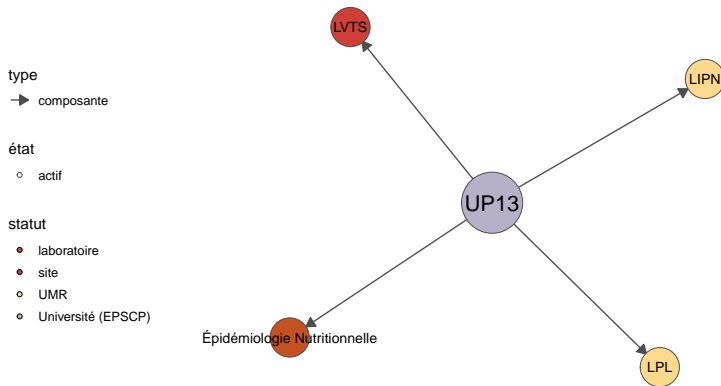 LVTS
type
composante
LIPN
état
actif
UP13
statut
laboratoire
site
UMR
Université (EPSCP)
Épidémiologie Nutritionnelle
LPL